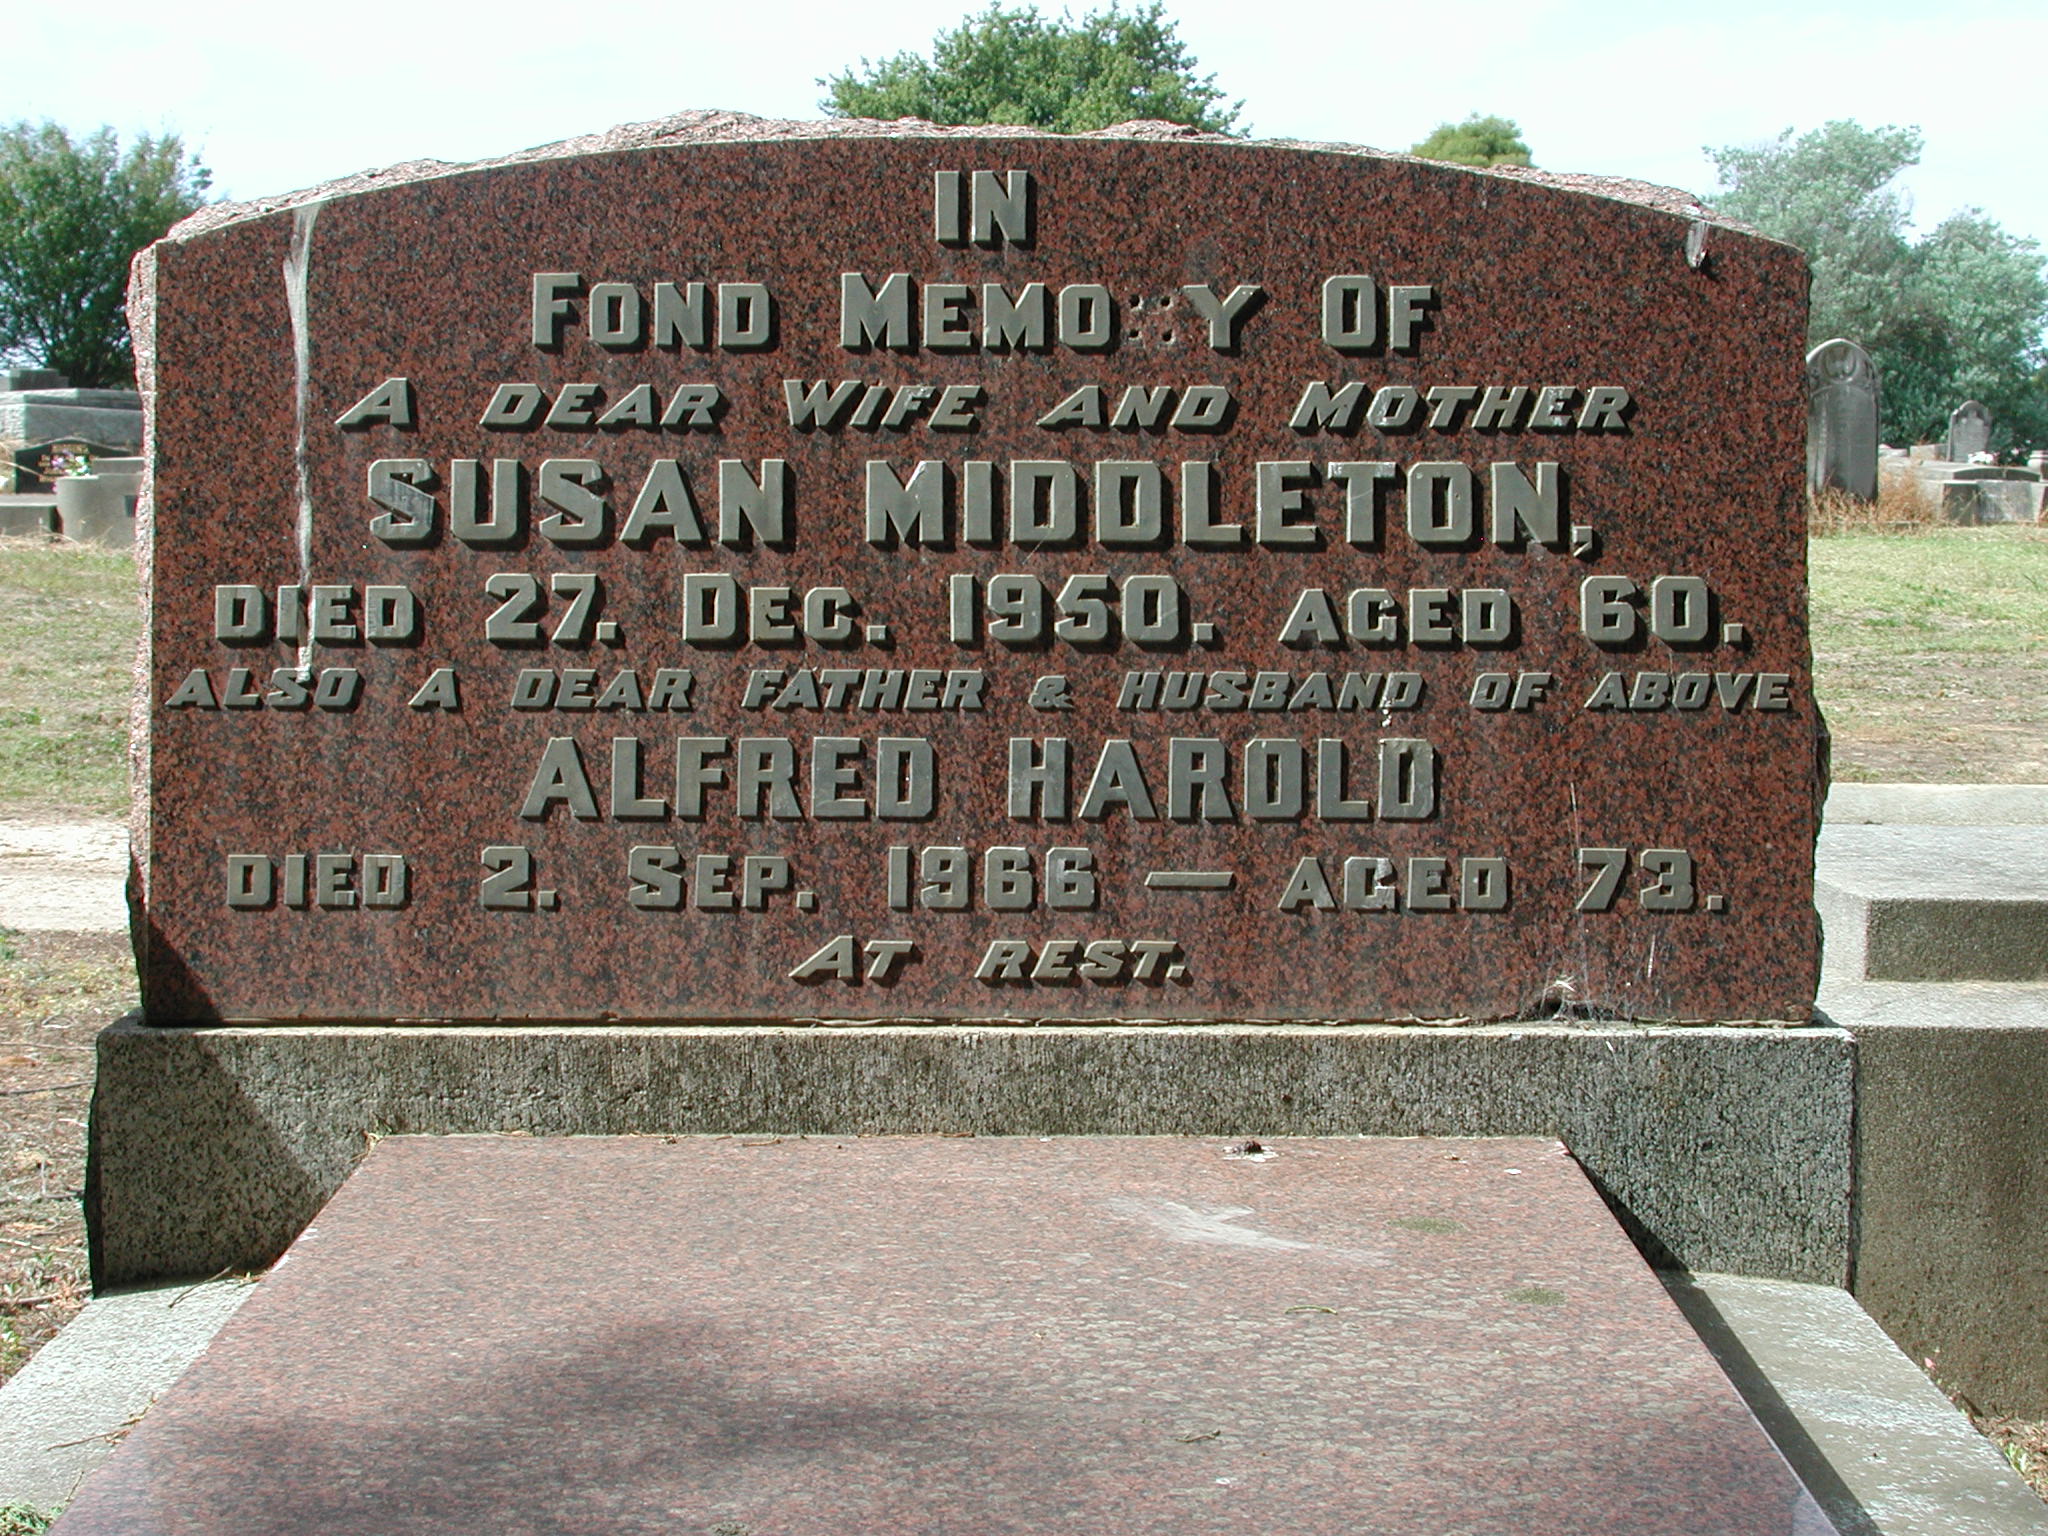 IN
FOND MEMO Y OF
A DEAR WIFE AND MOTHER
SUSAN MIDDLETON,
DIED 27. DEC. 1950. AGED 60.
ALSO A DEAR FATHER & HUSBAND OF ABOVE
ALFRED HAROLD
DIED 2. SEP. 1966 — AGED 73.
AT REST.